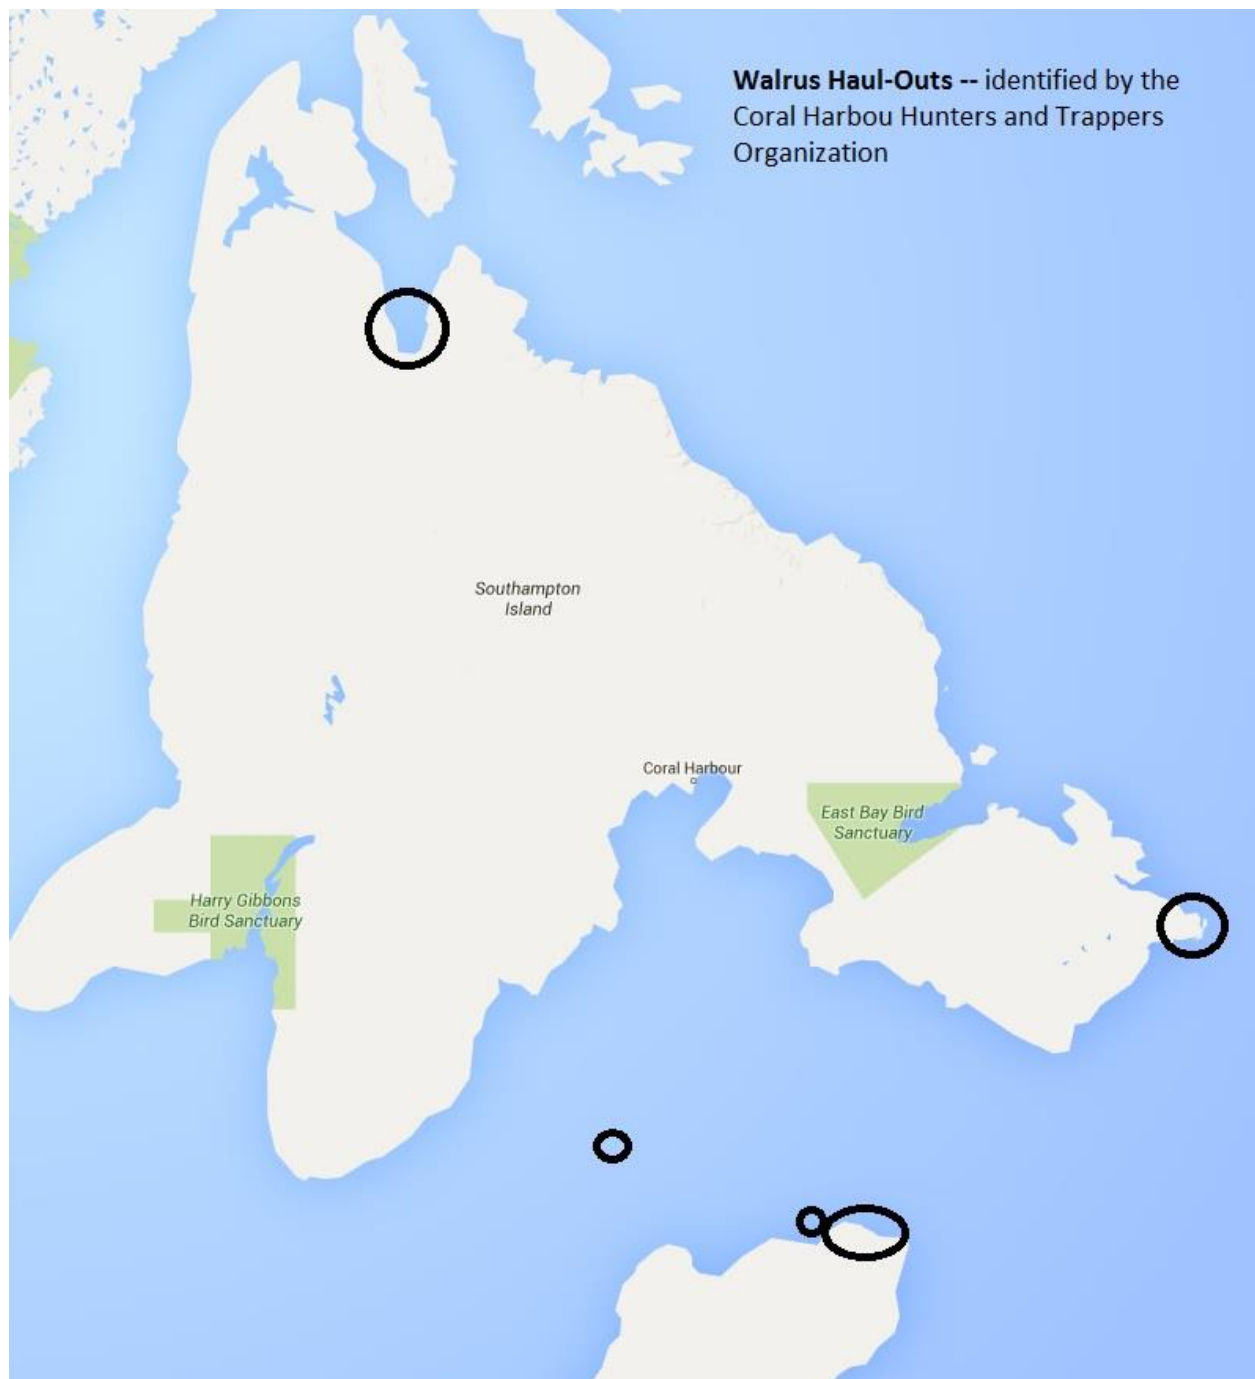 Walrus Haul-Outs -- identified by the
Coral Harbou Hunters and Trappers
Organization
Southampton
Island
Coral Harbour
East Bay Bird
Sanctuary
Harry Gibbons
Bird Sanctuary